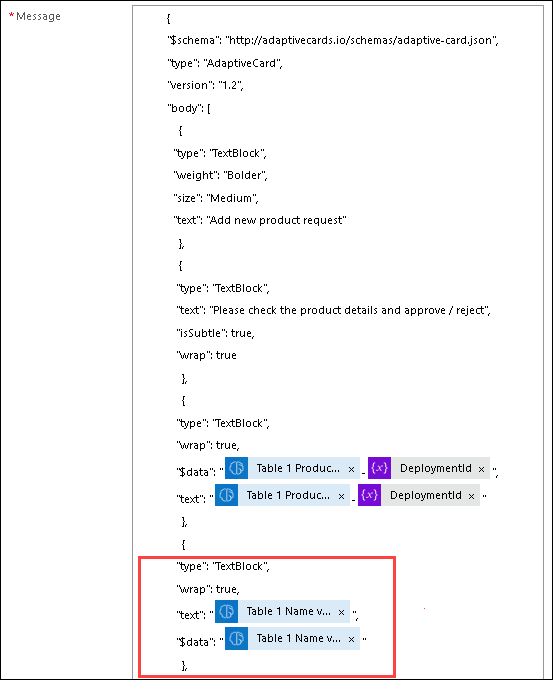 * Message
{
"$schema": "http://adaptivecards.io/schemas/adaptive-card.json",
"type": "AdaptiveCard",
"version": "1.2",
"body": [
{
"type": "TextBlock",
"weight": "Bolder",
"size": "Medium",
"text": "Add new product request"
},
{
"type": "TextBlock",
"text": "Please check the product details and approve / reject",
"isSubtle": true,
"wrap": true
},
{
"type": "TextBlock",
"wrap": true,
"$data": " Table 1 Produc... × - {x} DeploymentId × ",
"text": " Table 1 Produc... × - {x} DeploymentId × "
},
{
"type": "TextBlock",
"wrap": true,
"text": " Table 1 Name v... × ",
"$data": " Table 1 Name v... × "
},